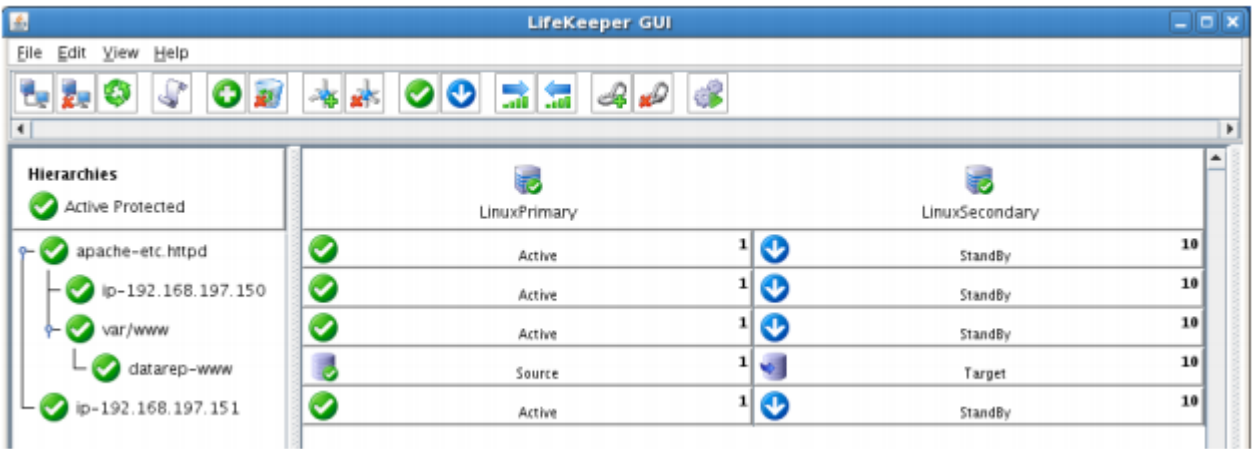 LifeKeeper GUI
File Edit View Help
Hierarchies
Active Protected
LinuxPrimary LinuxSecondary
apache-etc.httpd Active 1 StandBy 10
ip-192.168.197.150 Active 1 StandBy 10
var/www Active 1 StandBy 10
datarep-www Source 1 Target 10
ip-192.168.197.151 Active 1 StandBy 10